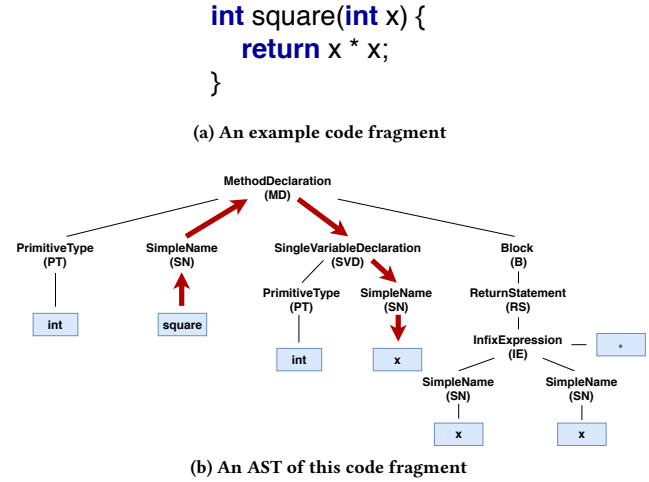 int square(int x) {
return x * x;
}
(a) An example code fragment
MethodDeclaration
(MD)
PrimitiveType
(PT)
SimpleName
(SN)
SingleVariableDeclaration
(SVD)
Block
(B)
PrimitiveType
(PT)
SimpleName
(SN)
ReturnStatement
(RS)
int
square
InfixExpression
(IE)
*
int
x
SimpleName
(SN)
SimpleName
(SN)
x
x
(b) An AST of this code fragment